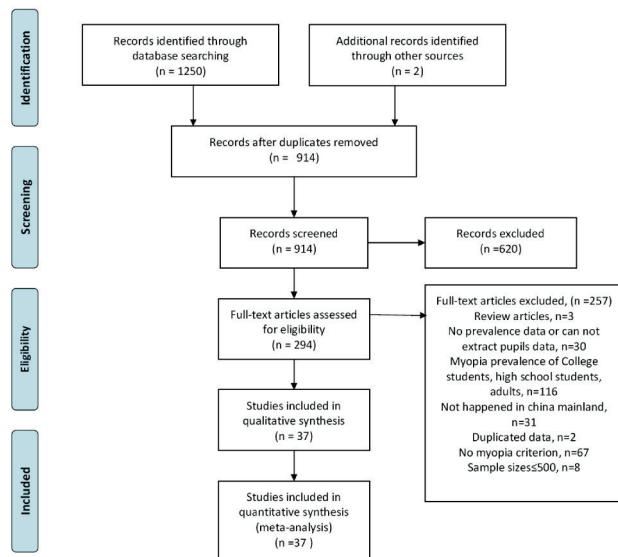 Identification
Records identified through
database searching
(n = 1250)
Additional records identified
through other sources
(n = 2)
Records after duplicates removed
(n = 914)
Screening
Records screened
(n = 914)
Records excluded
(n =620)
Eligibility
Full-text articles assessed
for eligibility
(n = 294)
Full-text articles excluded, (n =257)
Review articles, n=3
No prevalence data or can not
extract pupils data, n=30
Myopia prevalence of College
students, high school students,
adults, n=116
Not happened in china mainland,
n=31
Duplicated data, n=2
No myopia criterion, n=67
Sample sizes≤500, n=8
Studies included in
qualitative synthesis
(n = 37)
Included
Studies included in
quantitative synthesis
(meta-analysis)
(n =37 )